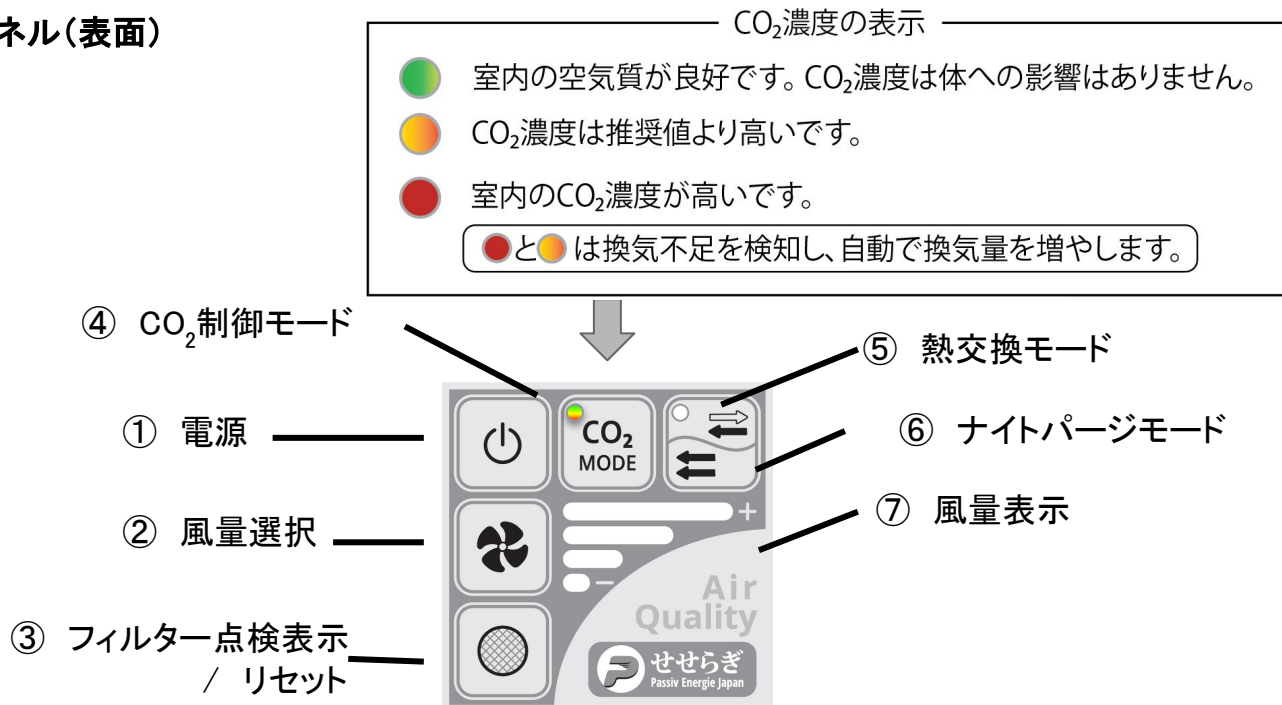 ネル（表面）
CO₂濃度の表示
室内の空気質が良好です。CO₂濃度は体への影響はありません。
CO₂濃度は推奨値より高いです。
室内のCO₂濃度が高いです。
と は換気不足を検知し、自動で換気量を増やします。
④ CO₂制御モード
⑤ 熱交換モード
① 電源
⑥ ナイトパージモード
② 風量選択
⑦ 風量表示
③ フィルター点検表示
/ リセット
CO₂
MODE
+
−
Air
Quality
せせらぎ
Passiv Energie Japan